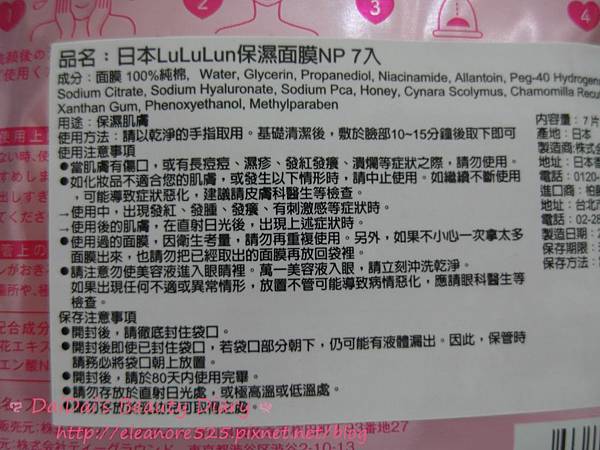 1
2
3
4
品名：日本LuLuLun保濕面膜NP 7入
成分：面膜 100%純棉, Water, Glycerin, Propanediol, Niacinamide, Allantoin, Peg-40 Hydrogen
Sodium Citrate, Sodium Hyaluronate, Sodium Pca, Honey, Cynara Scolymus, Chamomilla Recut
Xanthan Gum, Phenoxyethanol, Methylparaben
用途：保濕肌膚
使用方法：請以乾淨的手指取用。基礎清潔後，敷於臉部10~15分鐘後取下即可
使用注意事項
●當肌膚有傷口，或有長痘痘、濕疹、發紅發癢、潰爛等症狀之際，請勿使用。
●如化妝品不適合您的肌膚，或發生以下情形時，請中止使用。如繼續不斷使用
，可能導致症狀惡化，建議請皮膚科醫生等檢查。
→使用中，出現發紅、發腫、發癢、有刺激感等症狀時。
→使用後的肌膚，在直射日光後，出現上述症狀時。
●使用過的面膜，因衛生考量，請勿再重複使用。另外，如果不小心一次拿太多
面膜出來，也請勿把已經取出的面膜再放回袋裡。
●請注意勿使美容液進入眼睛裡。萬一美容液入眼，請立刻沖洗乾淨。
如果出現任何不適或異常情形，放置不管可能導致病情惡化，應請眼科醫生等
檢查。
保存注意事項
●開封後，請徹底封住袋口。
●開封後即使已封住袋口，若袋口部分朝下，仍可能有液體漏出。因此，保管時
請務必將袋口朝上放置。
●開封後，請於80天內使用完畢。
●請勿存放於直射日光處，或極高溫或低溫處。
內容量：7片
產地：日本
製造商：株式
地址：日本
電話：0120-
進口商：柏
地址：台北
電話：02-28
製造日期：2
保存期限：
保存方法：
DaiDai's Beauty Diary
http://eleanore525.pixnet.net/blog